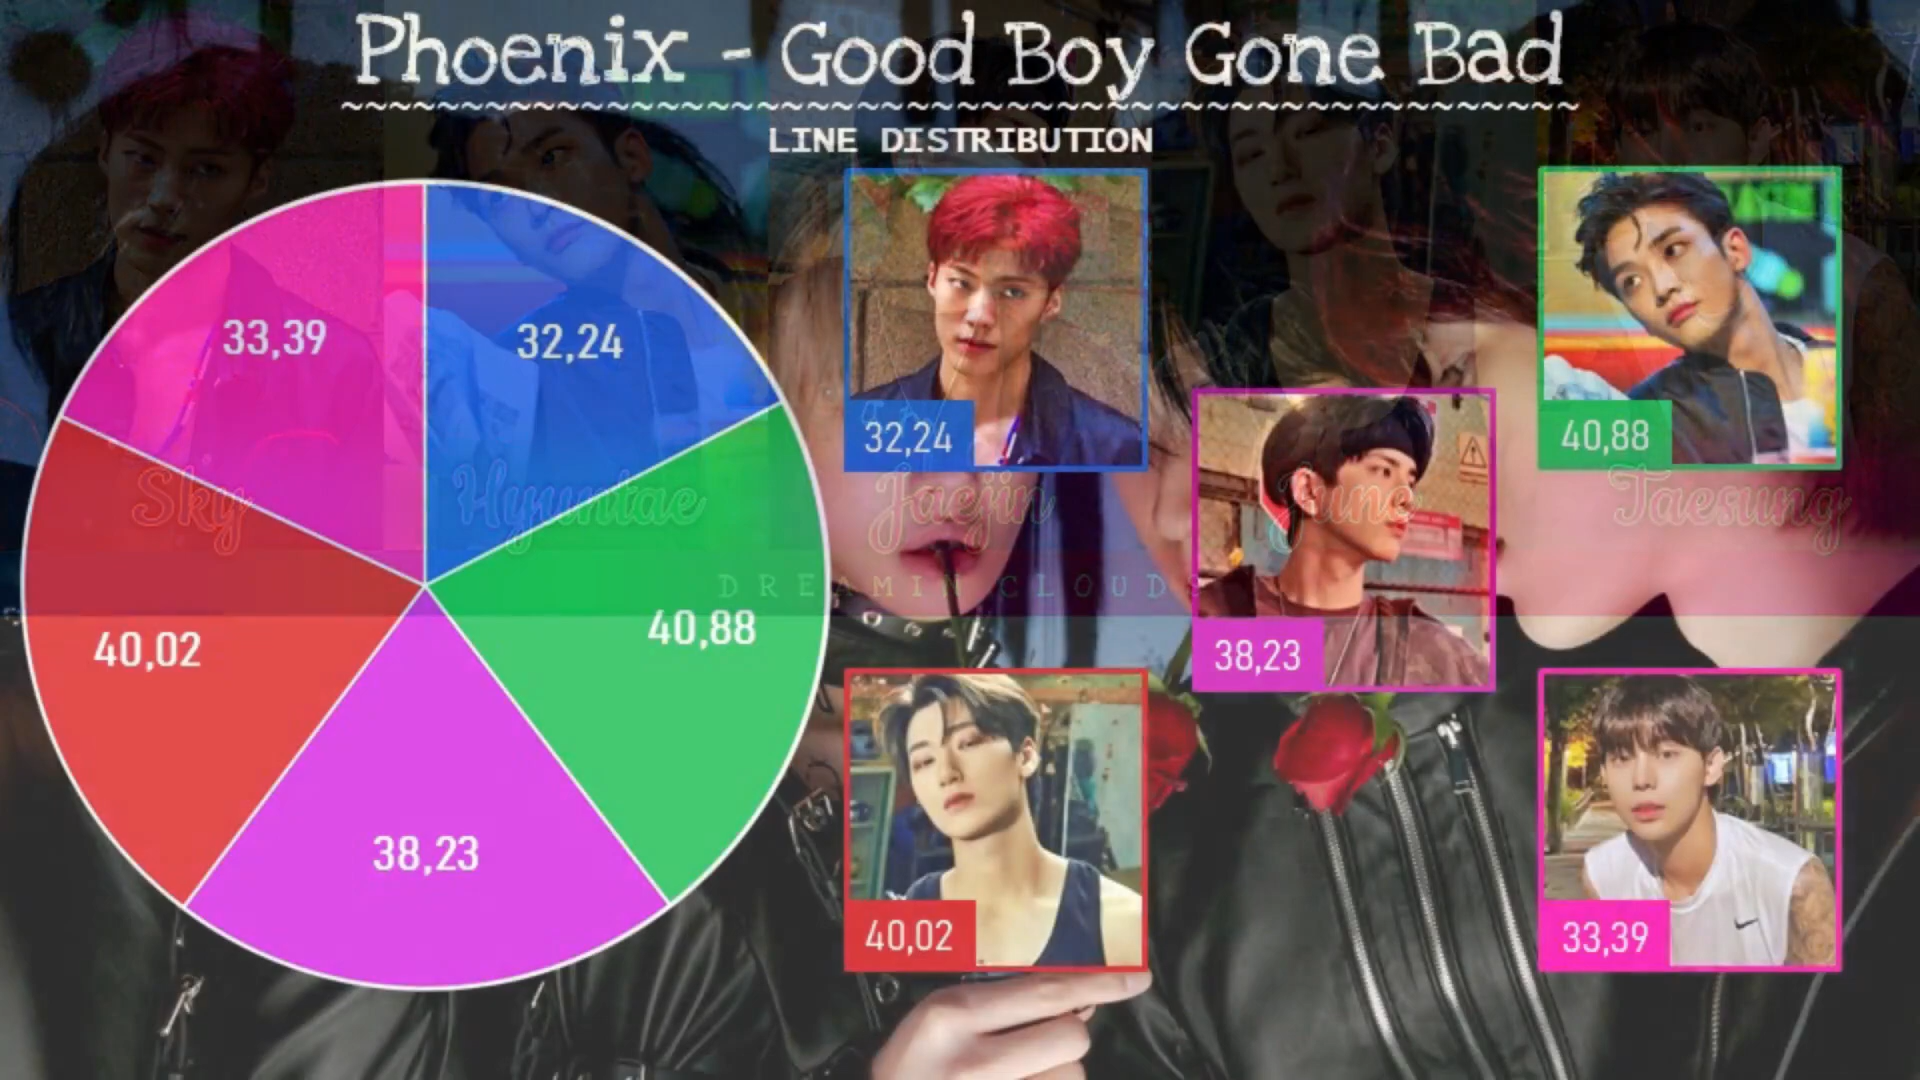 Phoenix - Good Boy Gone Bad
~~~~~~~~~~~~~~~~~~~~~~~~~~~~~~~~~~~~~~~~~~~~~~~~~~~~~~
LINE DISTRIBUTION
33,39
32,24
40,02
40,88
38,23
32,24
40,88
38,23
40,02
33,39
Sky
Hyuntae
Jaejin
Taesung
DREAMIN CLOUDS